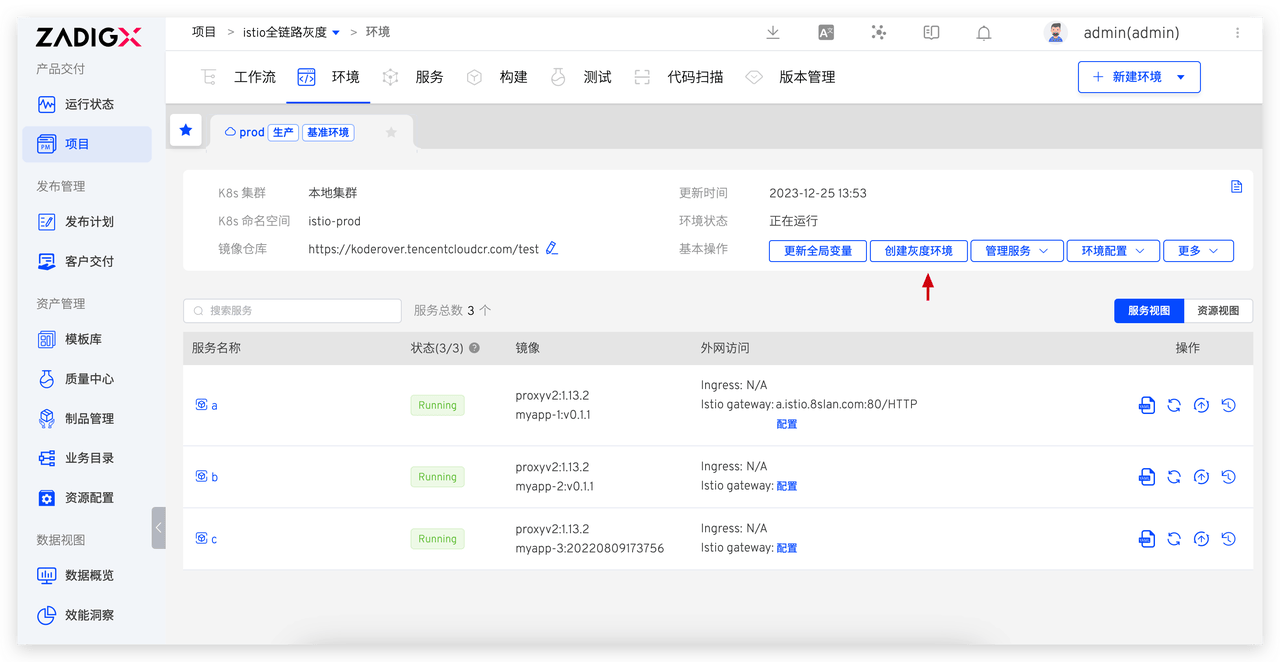 ZADIGX
产品交付
运行状态
项目
发布管理
发布计划
客户交付
资产管理
模板库
质量中心
制品管理
业务目录
资源配置
数据视图
数据概览
效能洞察
项目 > istio全链路灰度 > 环境
admin(admin)
工作流 环境 服务 构建 测试 代码扫描 版本管理
+ 新建环境
prod 生产 基准环境
K8s 集群 本地集群 更新时间 2023-12-25 13:53
K8s 命名空间 istio-prod 环境状态 正在运行
镜像仓库 https://koderover.tencentcloudcr.com/test 基本操作 更新全局变量 创建灰度环境 管理服务 环境配置 更多
搜索服务 服务总数 3 个 服务视图 资源视图
服务名称 状态(3/3) 镜像 外网访问 操作
a Running
proxyv2:1.13.2
myapp-1:v0.1.1
Ingress: N/A
Istio gateway: a.istio.8slan.com:80/HTTP
配置
b Running
proxyv2:1.13.2
myapp-2:v0.1.1
Ingress: N/A
Istio gateway: 配置
c Running
proxyv2:1.13.2
myapp-3:20220809173756
Ingress: N/A
Istio gateway: 配置